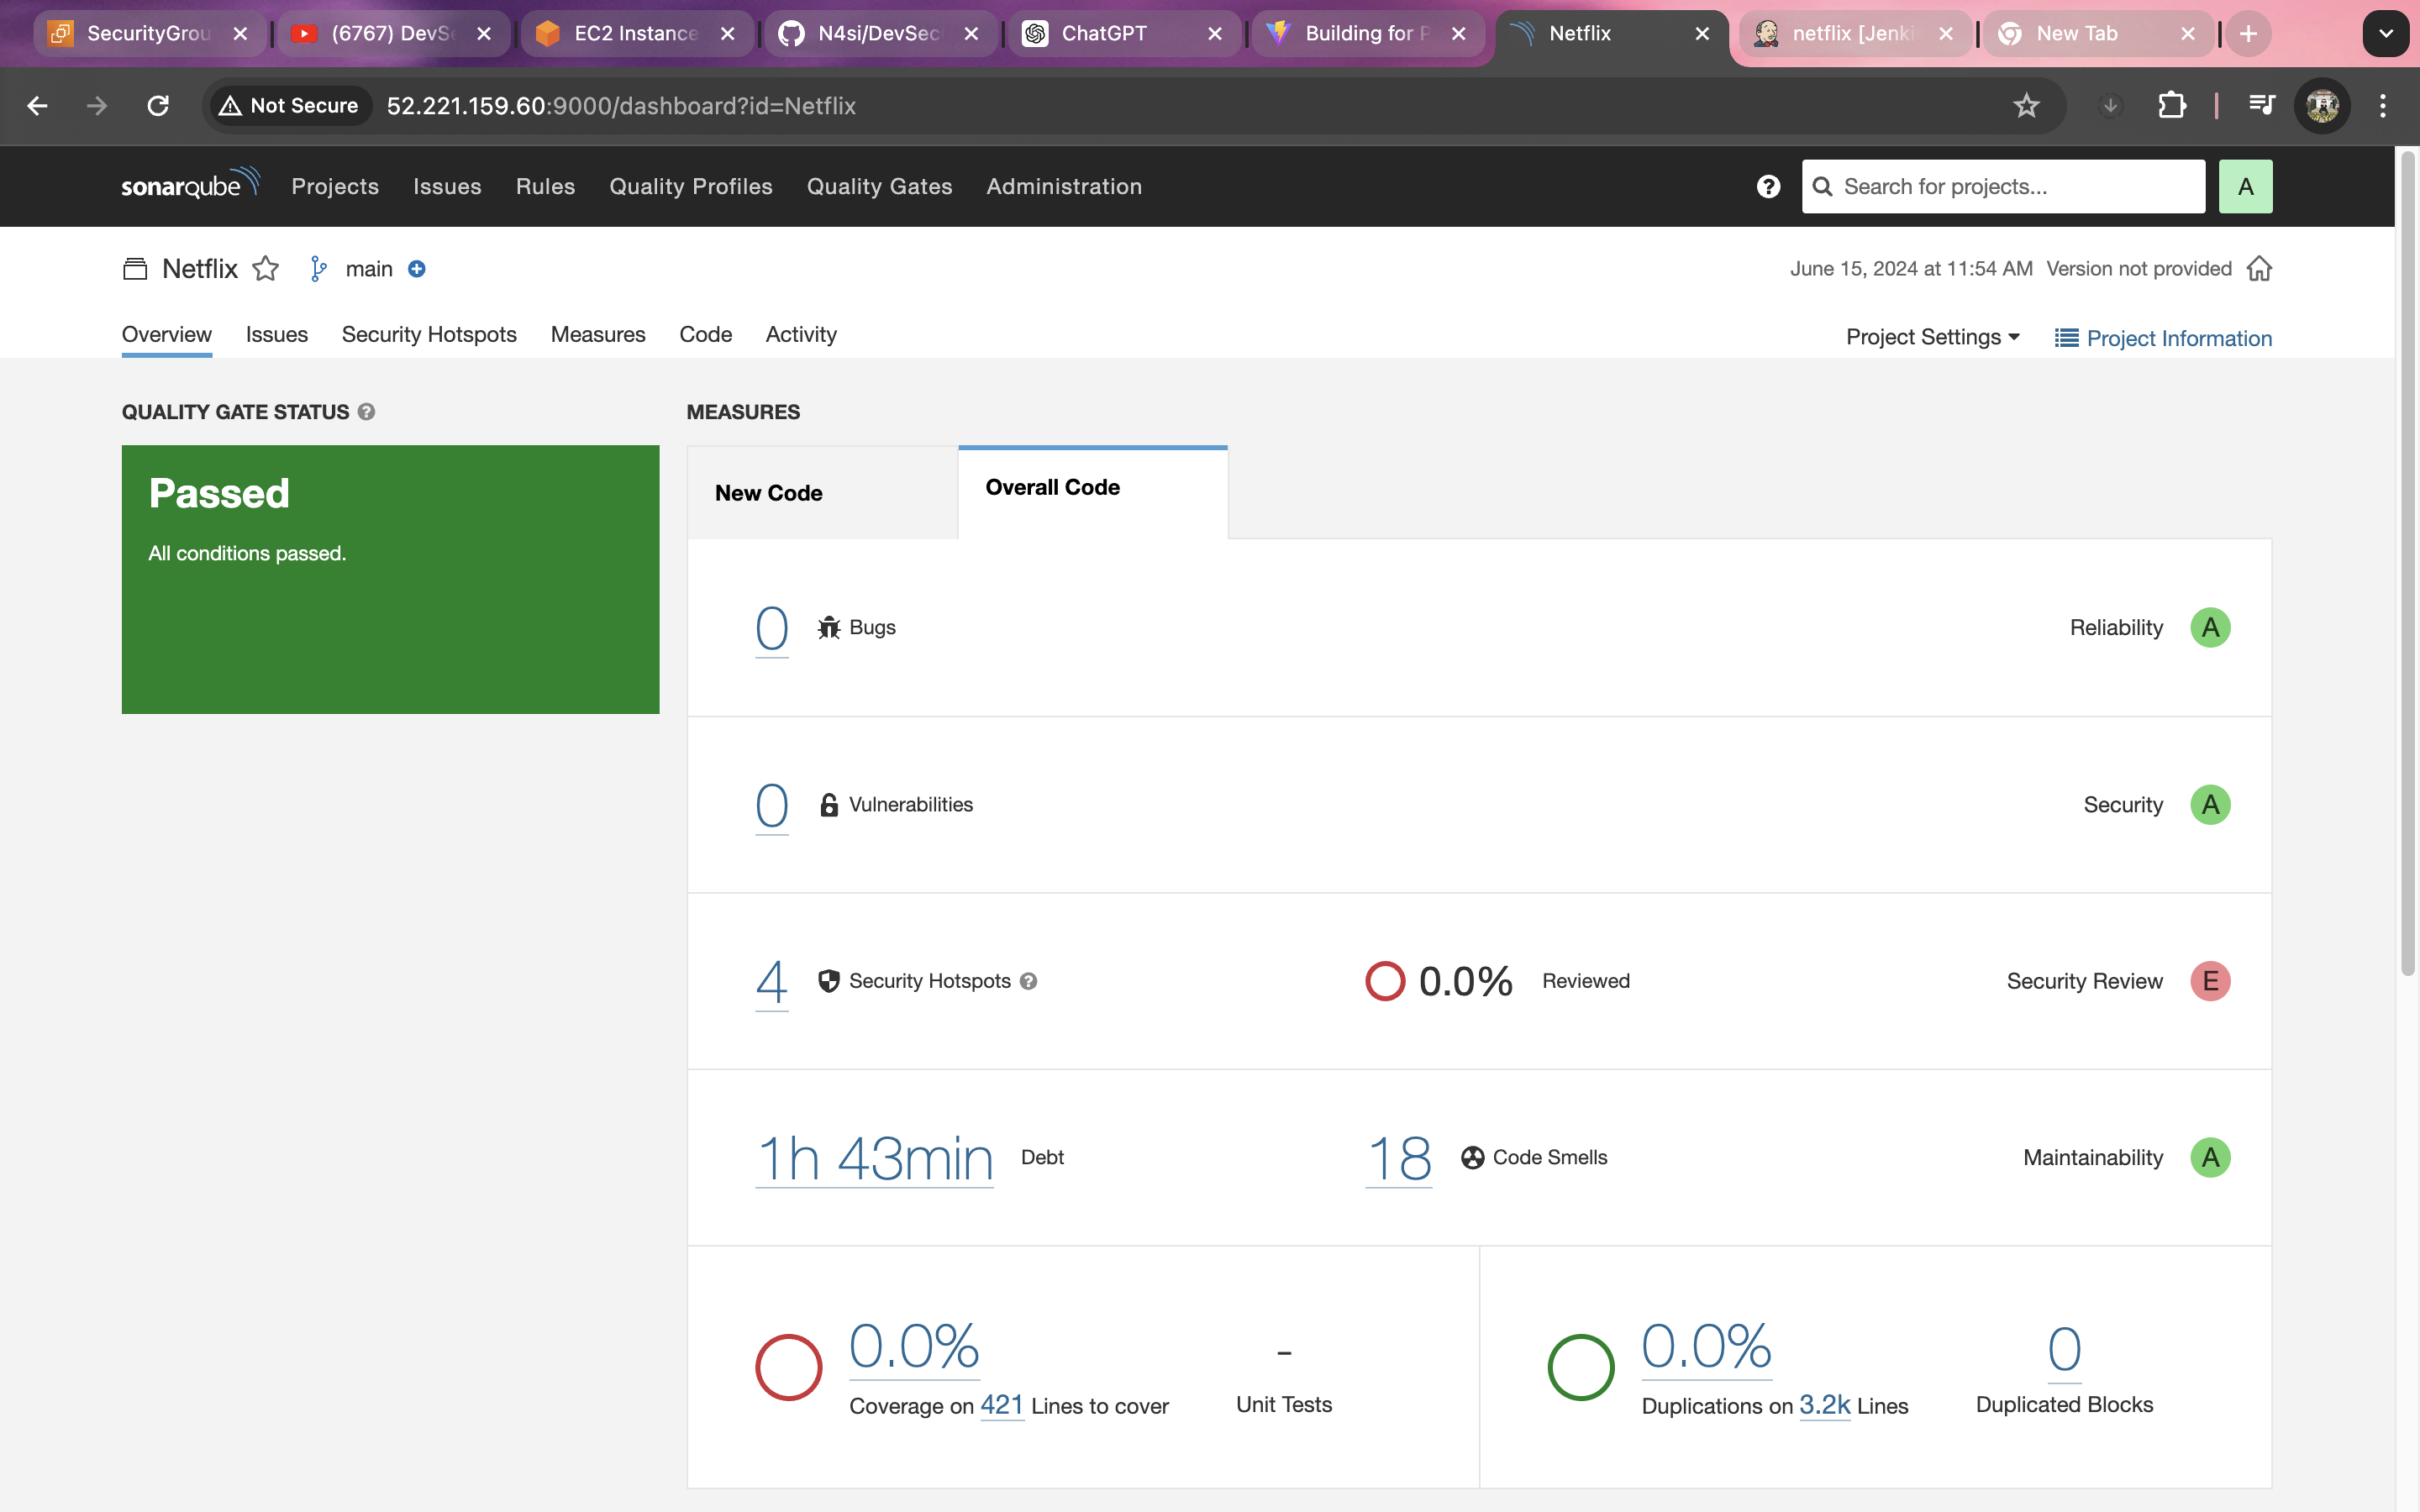 SecurityGrou
(6767) DevSe
EC2 Instance
N4si/DevSec
ChatGPT
Building for P
Netflix
netflix [Jenki
New Tab
Not Secure
52.221.159.60:9000/dashboard?id=Netflix
sonarqube
Projects
Issues
Rules
Quality Profiles
Quality Gates
Administration
?
Search for projects...
A
Netflix
main
June 15, 2024 at 11:54 AM Version not provided
Overview
Issues
Security Hotspots
Measures
Code
Activity
Project Settings
Project Information
QUALITY GATE STATUS ?
MEASURES
Passed
All conditions passed.
New Code
Overall Code
0 Bugs
Reliability A
0 Vulnerabilities
Security A
4 Security Hotspots ?
0.0% Reviewed
Security Review E
1h 43min Debt
18 Code Smells
Maintainability A
0.0%
Coverage on 421 Lines to cover
–
Unit Tests
0.0%
Duplications on 3.2k Lines
0
Duplicated Blocks